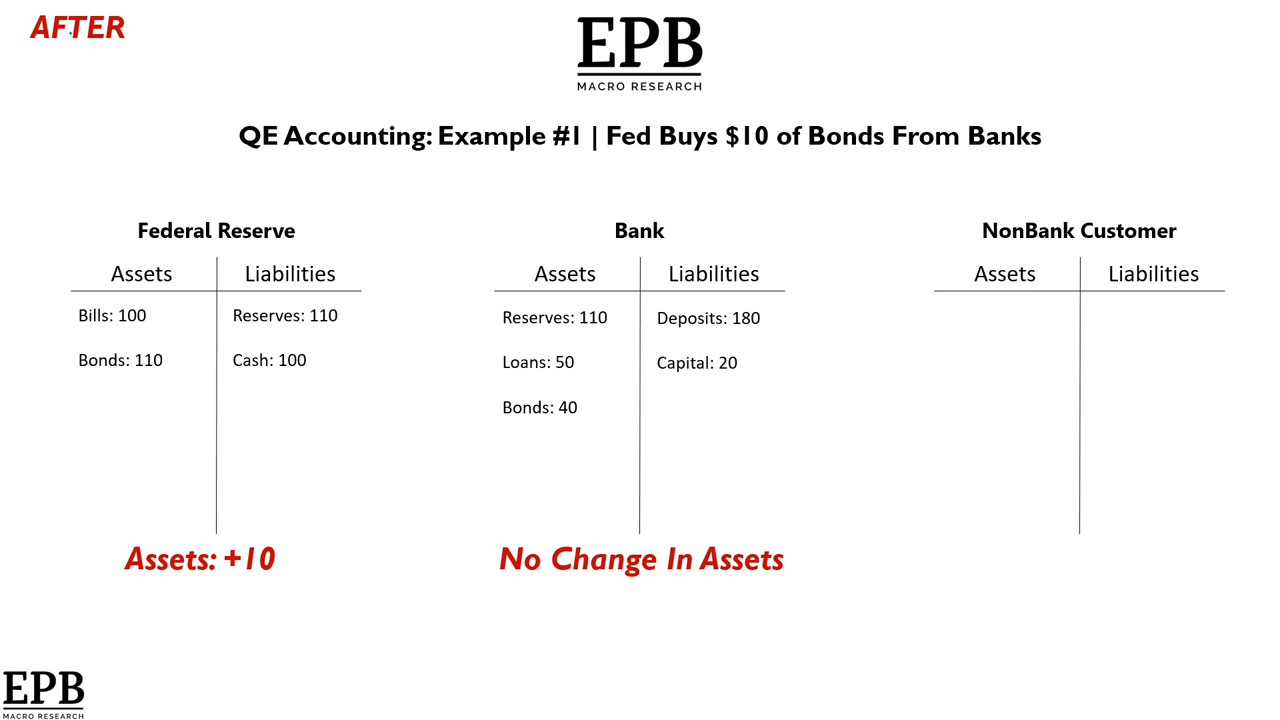 AFTER
EPB
MACRO RESEARCH
QE Accounting: Example #1 | Fed Buys $10 of Bonds From Banks
Federal Reserve
Assets
Liabilities
Bills: 100
Reserves: 110
Bonds: 110
Cash: 100
Assets: +10
Bank
Assets
Liabilities
Reserves: 110
Deposits: 180
Loans: 50
Capital: 20
Bonds: 40
No Change In Assets
NonBank Customer
Assets
Liabilities
EPB
MACRO RESEARCH